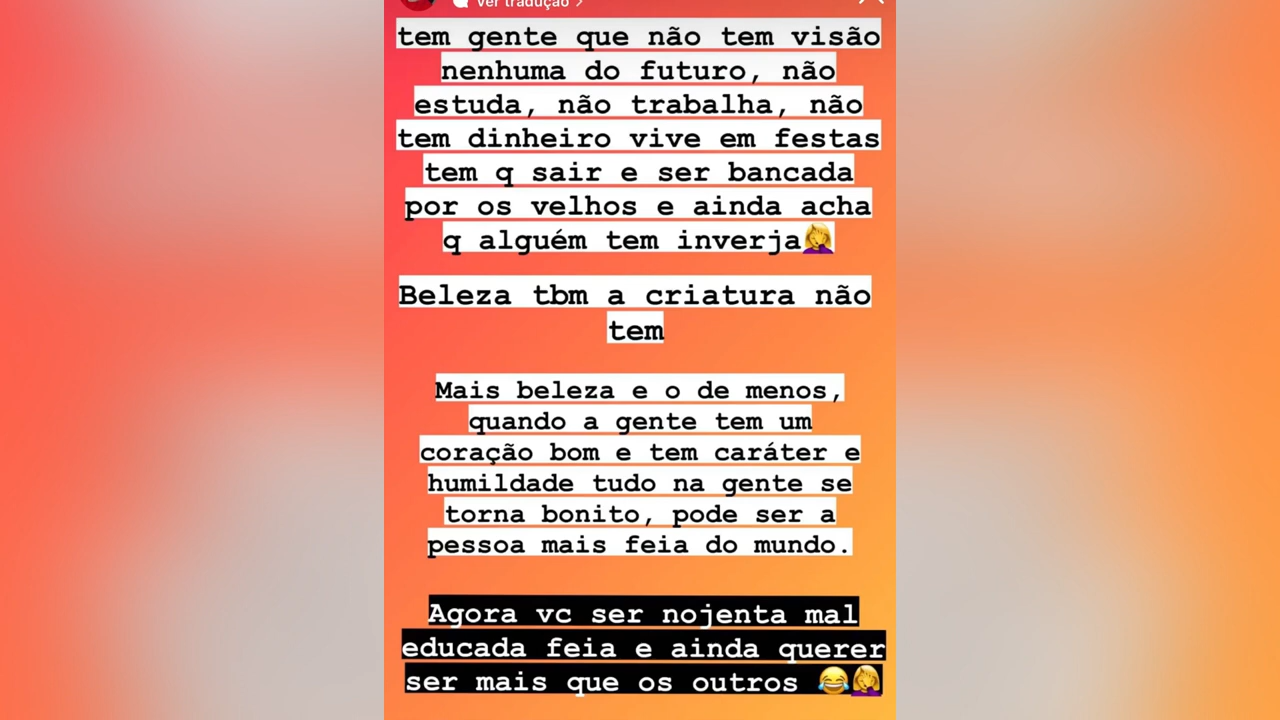 Ver tradução >
tem gente que não tem visão
nenhuma do futuro, não
estuda, não trabalha, não
tem dinheiro vive em festas
tem q sair e ser bancada
por os velhos e ainda acha
q alguém tem inverja🤦‍♀️
Beleza tbm a criatura não
tem
Mais beleza e o de menos,
quando a gente tem um
coração bom e tem caráter e
humildade tudo na gente se
torna bonito, pode ser a
pessoa mais feia do mundo.
Agora vc ser nojenta mal
educada feia e ainda querer
ser mais que os outros 😂🤦‍♀️